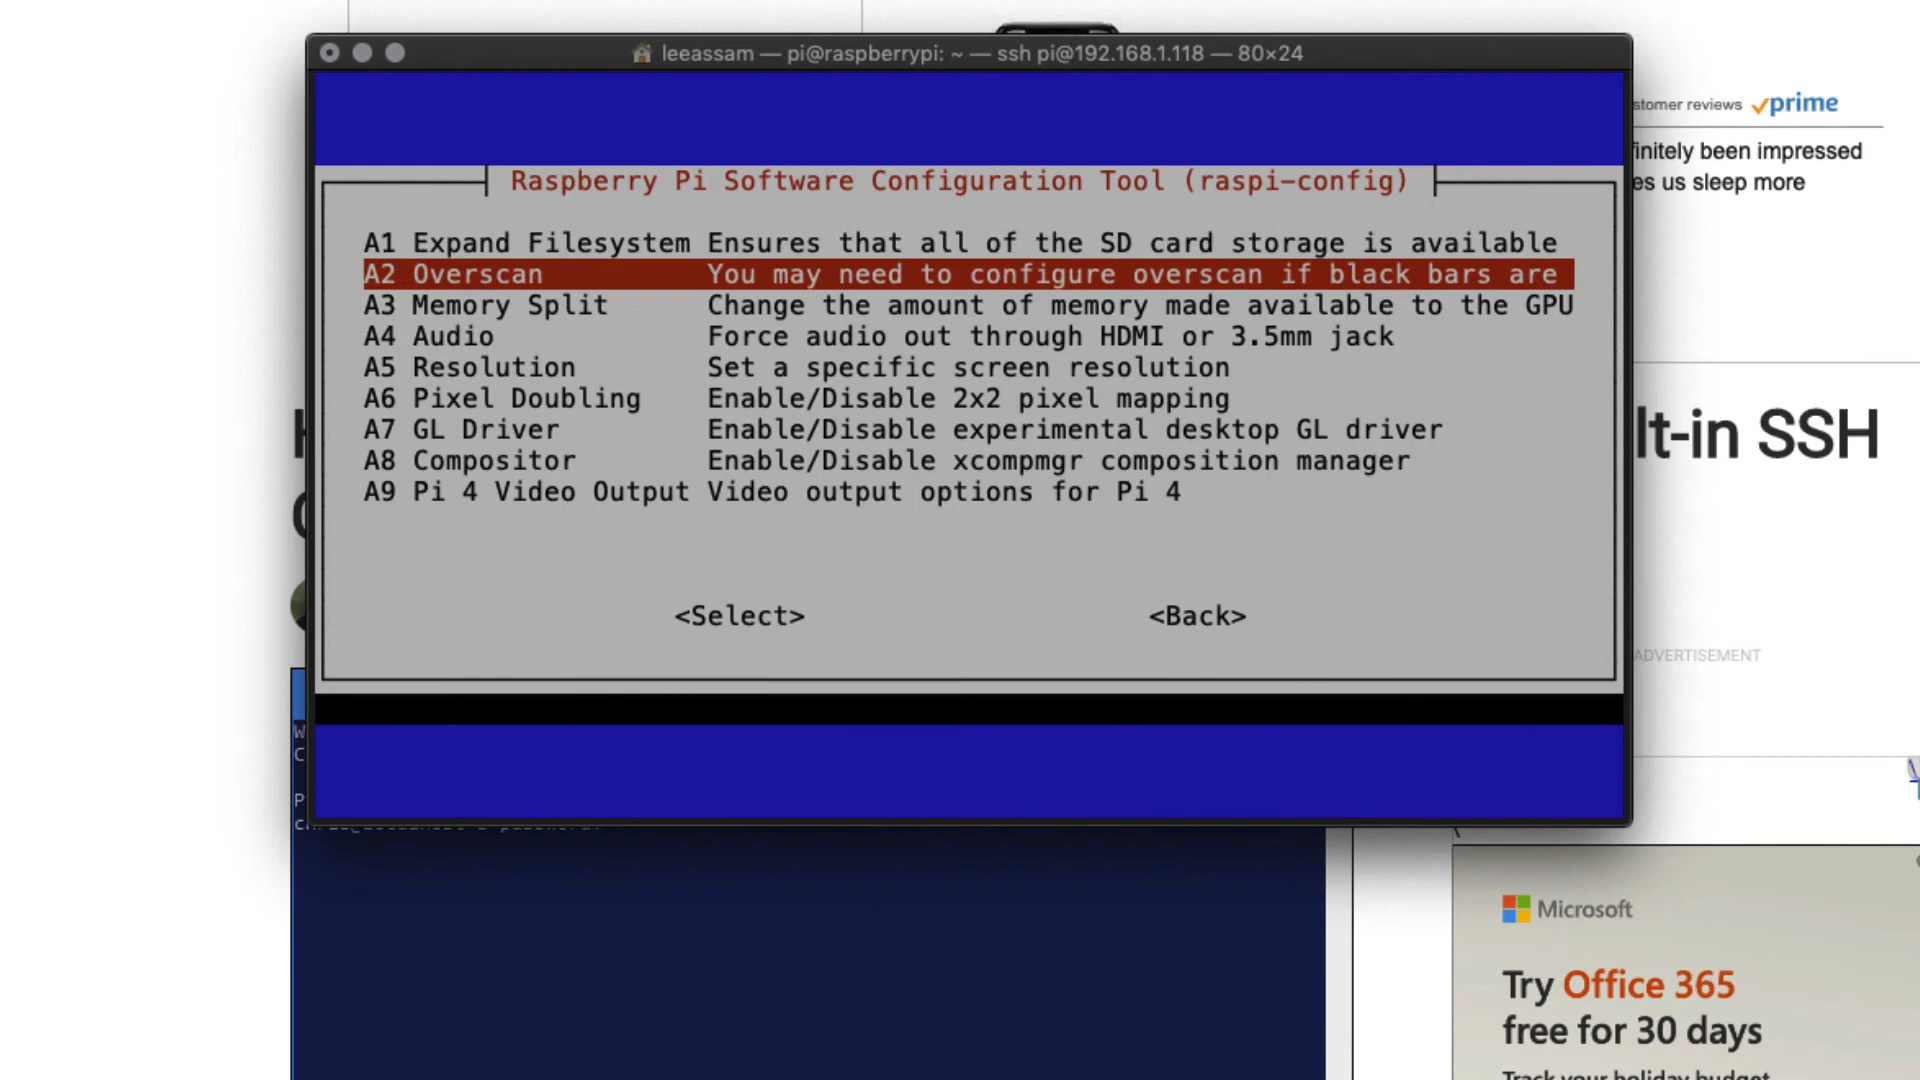 leeassam — pi@raspberrypi: ~ — ssh pi@192.168.1.118 — 80×24
stomer reviews prime
finitely been impressed
es us sleep more
Raspberry Pi Software Configuration Tool (raspi-config)
A1 Expand Filesystem Ensures that all of the SD card storage is available
A2 Overscan You may need to configure overscan if black bars are
A3 Memory Split Change the amount of memory made available to the GPU
A4 Audio Force audio out through HDMI or 3.5mm jack
A5 Resolution Set a specific screen resolution
A6 Pixel Doubling Enable/Disable 2x2 pixel mapping
A7 GL Driver Enable/Disable experimental desktop GL driver
A8 Compositor Enable/Disable xcompmgr composition manager
A9 Pi 4 Video Output Video output options for Pi 4
<Select> <Back>
lt-in SSH
ADVERTISEMENT
Microsoft
Try Office 365
free for 30 days
Track your holiday budget